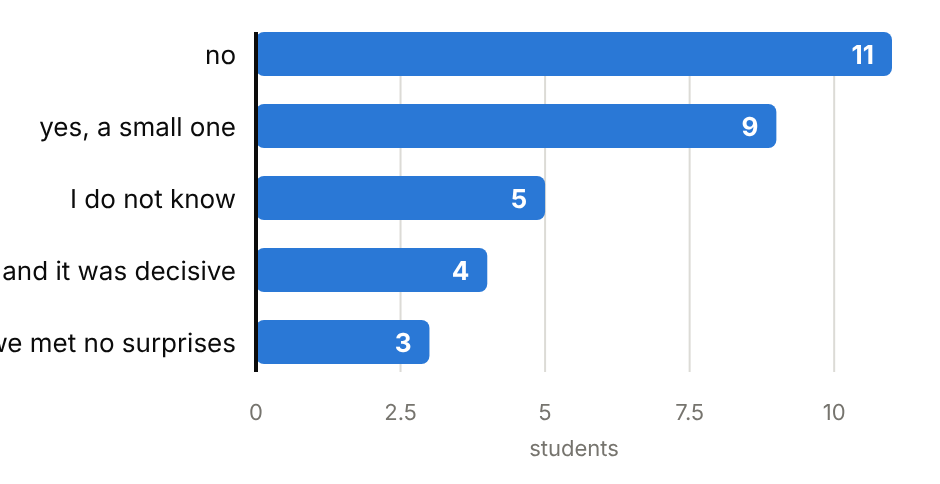 no 11
yes, a small one 9
I do not know 5
and it was decisive 4
met no surprises 3
0 2.5 5 7.5 10
students